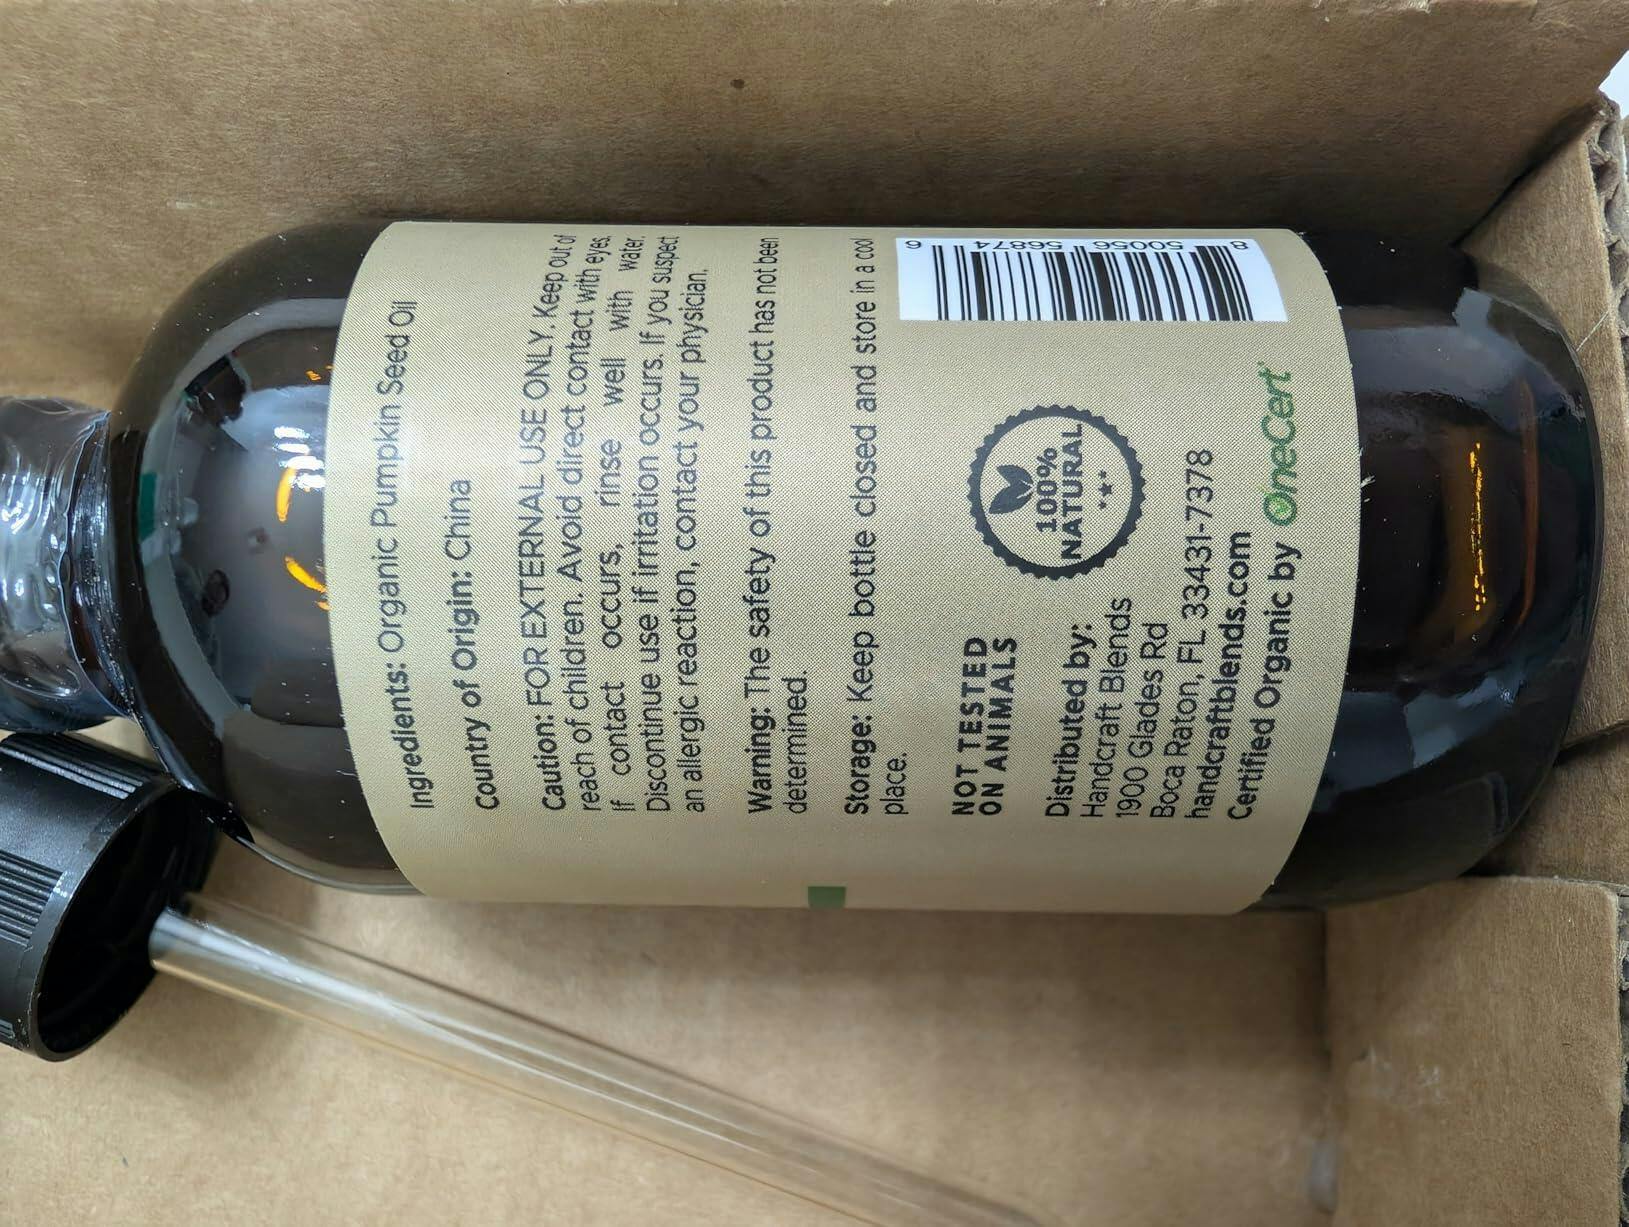 Ingredients: Organic Pumpkin Seed Oil
Country of Origin: China
Caution: FOR EXTERNAL USE ONLY. Keep out of
reach of children. Avoid direct contact with eyes.
If contact occurs, rinse well with water.
Discontinue use if irritation occurs. If you suspect
an allergic reaction, contact your physician.
Warning: The safety of this product has not been
determined.
Storage: Keep bottle closed and store in a cool
place.
NOT TESTED
ON ANIMALS
100%
NATURAL
Distributed by:
Handcraft Blends
1900 Glades Rd
Boca Raton, FL 33431-7378
handcraftblends.com
Certified Organic by OneCert
8 50056 56874 6